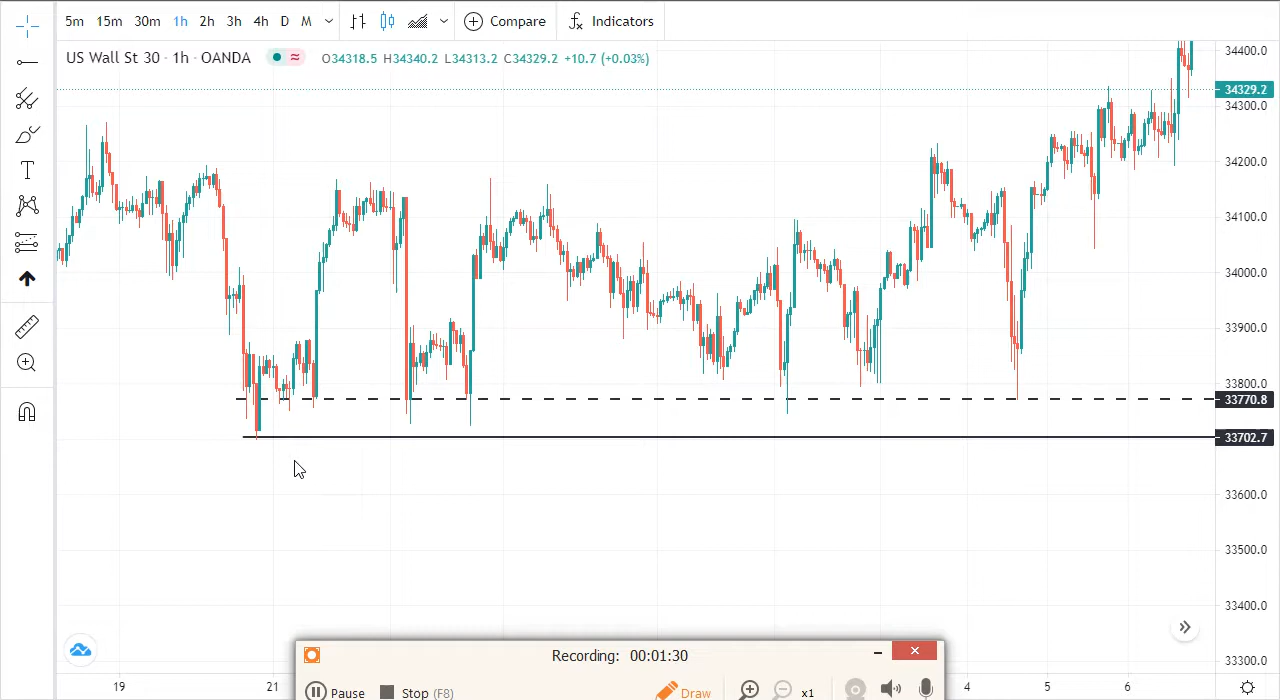 5m 15m 30m 1h 2h 3h 4h D M Compare Indicators
US Wall St 30 · 1h · OANDA O34318.5 H34340.2 L34313.2 C34329.2 +10.7 (+0.03%)
34400.0
34329.2
34300.0
34200.0
34100.0
34000.0
33900.0
33800.0
33770.8
33702.7
33600.0
33500.0
33400.0
33300.0
19 21 4 5 6
Recording: 00:01:30
Pause Stop (F8) Draw x1